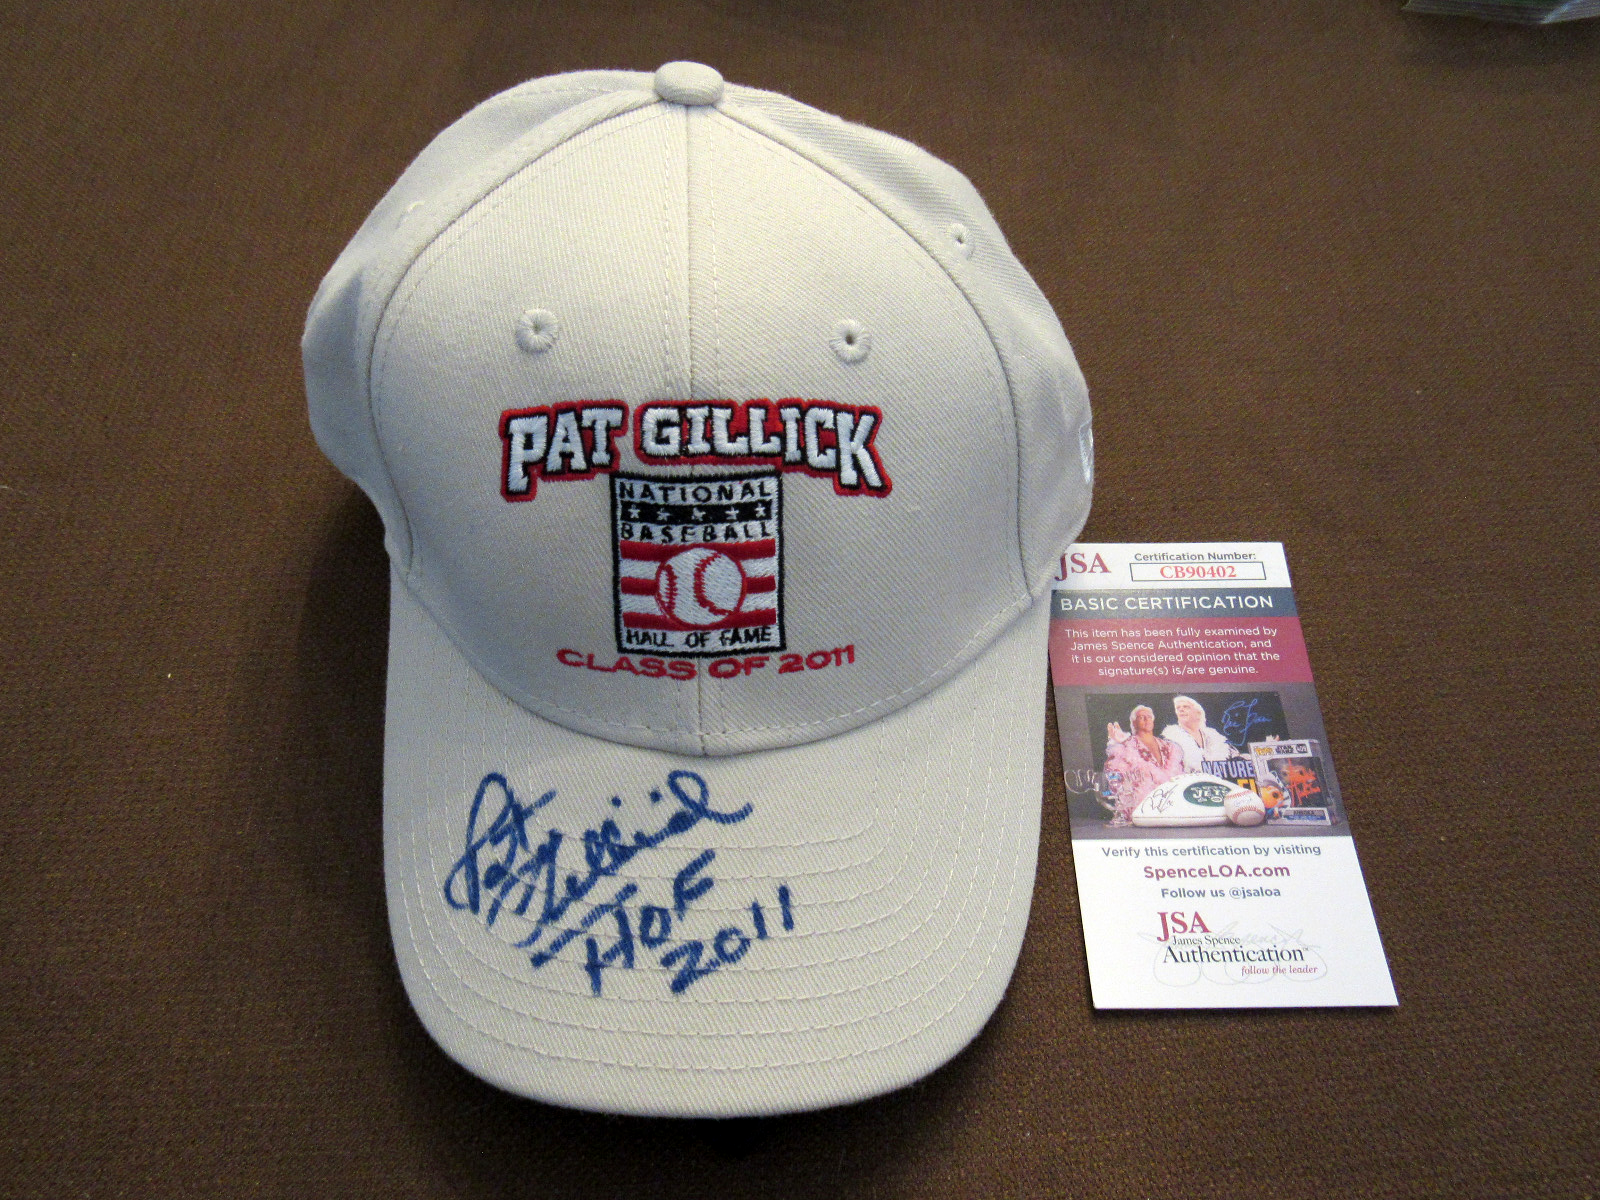 PAT GILLICK
NATIONAL
BASEBALL
HALL OF FAME
CLASS OF 2011
Pat Gillick
HOF
2011
JSA
Certification Number:
CB90402
BASIC CERTIFICATION
This item has been fully examined by
James Spence Authentication, and
it is our considered opinion that the
signature(s) is/are genuine.
NATURE
JETS
Verify this certification by visiting
SpenceLOA.com
Follow us @jsaloa
JSA
James Spence
Authentication™
follow the leader